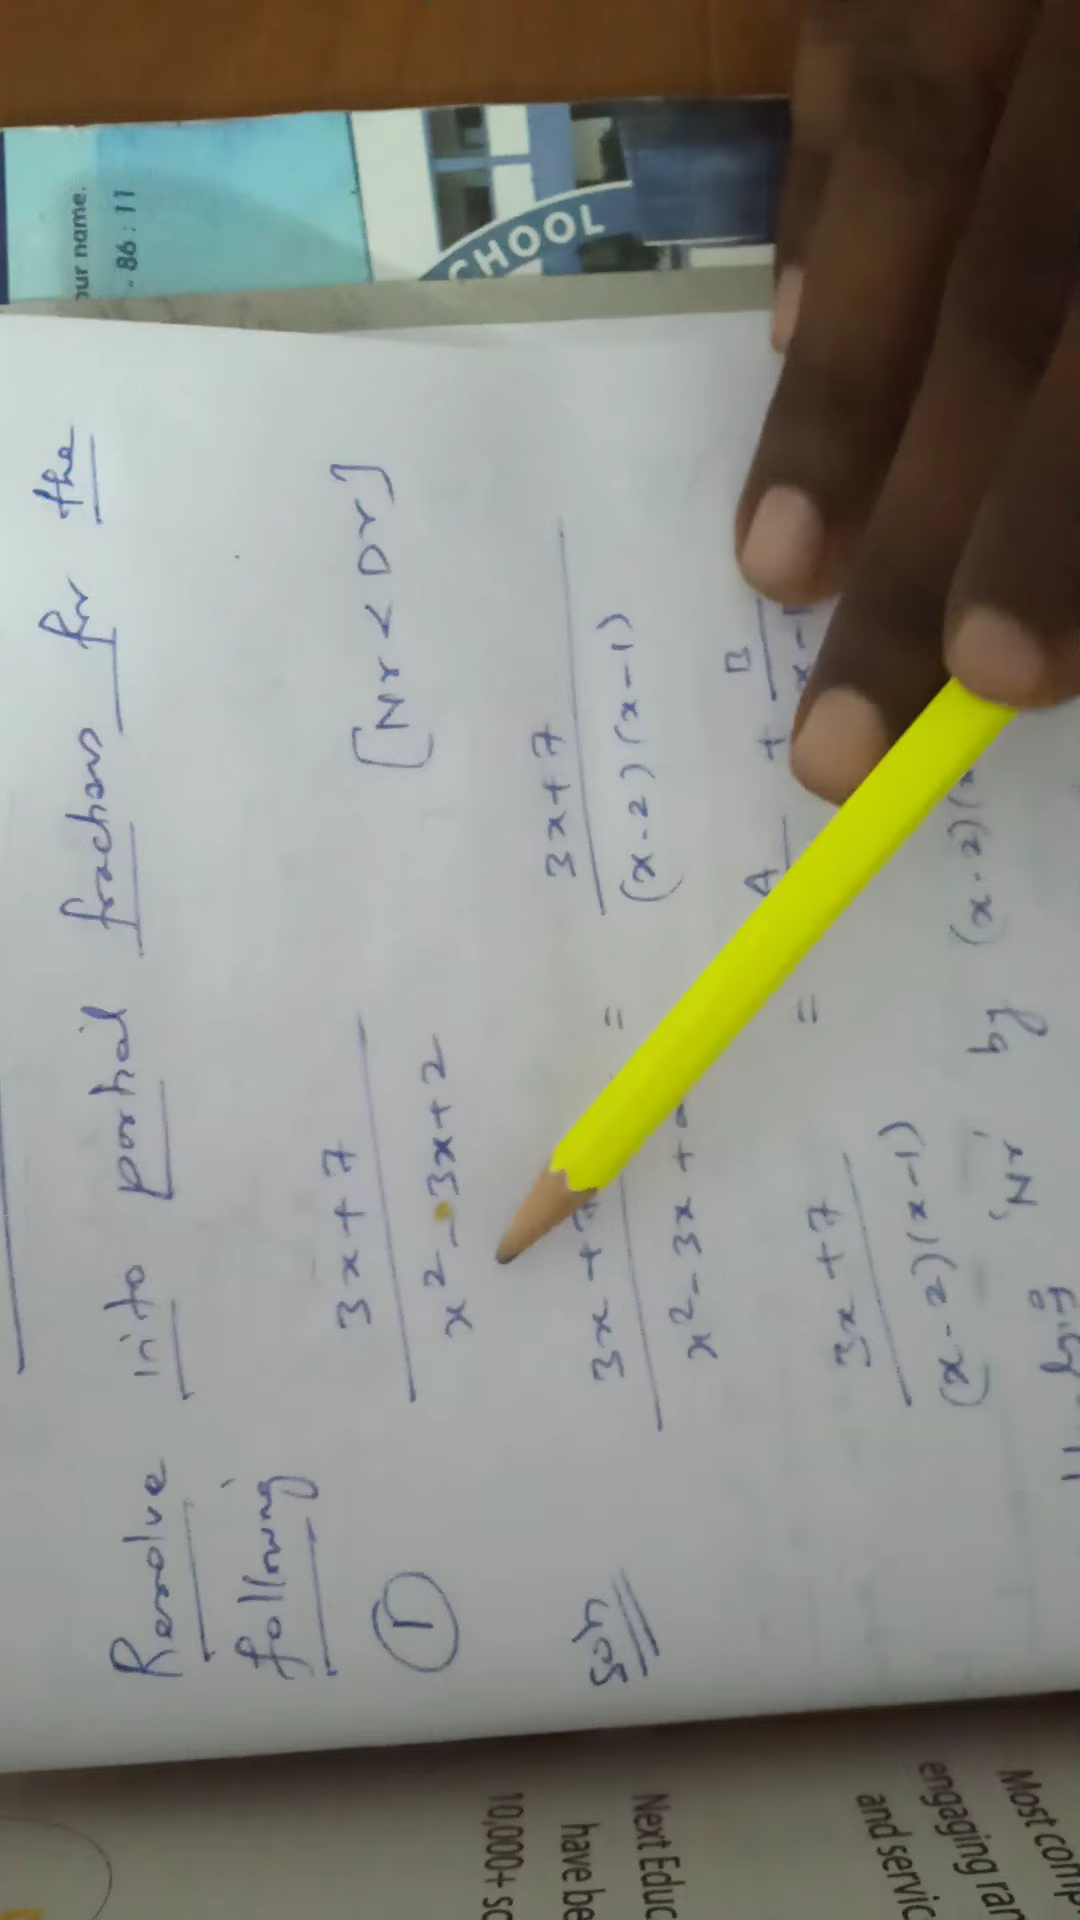 our name.
- 86 : 11
CHOOL
Resolve into partial fractions for the
following
① 3x + 7 [Nr < Dr]
x² - 3x + 2
Soln 3x + 7 = 3x + 7
x² - 3x + (x - 2)(x - 1)
3x + 7 = A + B
(x - 2)(x - 1) x - 1
'Nr' by (x - 2)(x
Next Educ
have be
10,000+ sc
Most comp
engaging ran
and servic